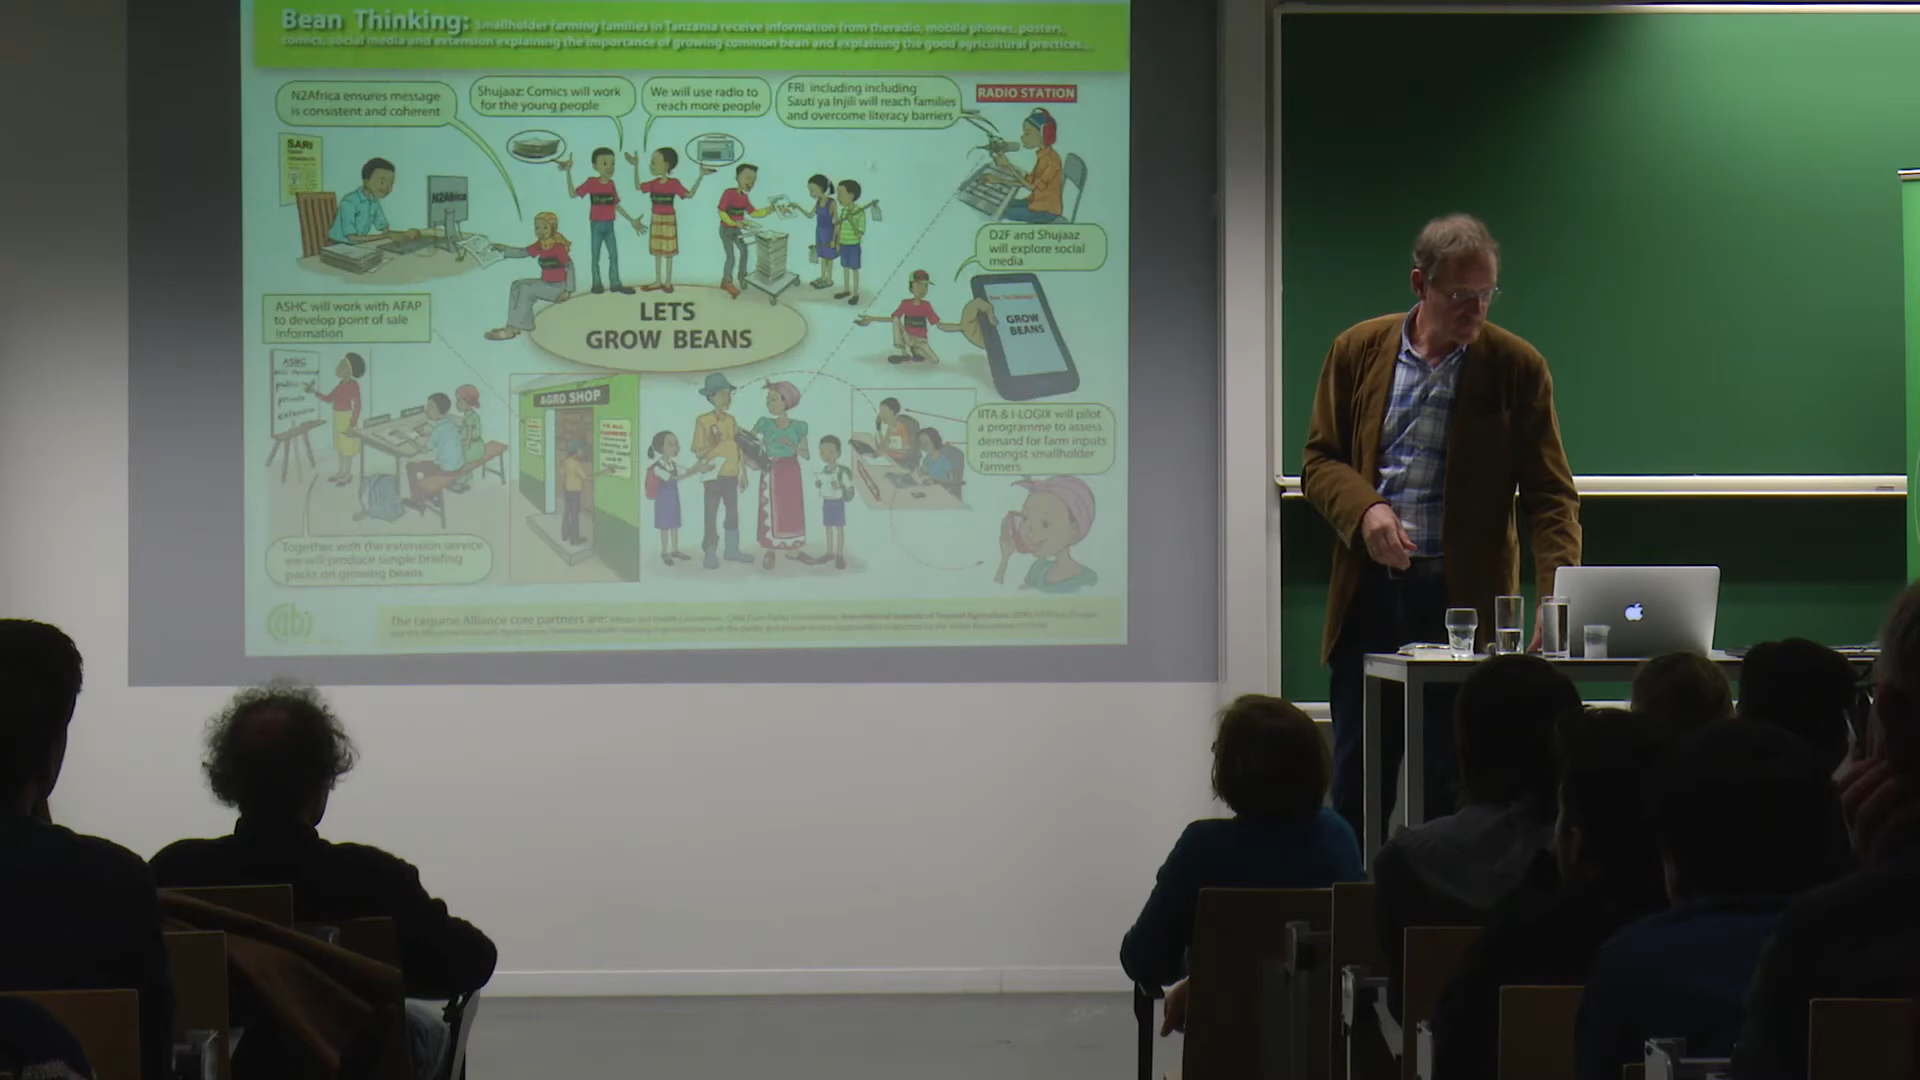 Bean Thinking: Smallholder farming families in Tanzania receive information from theradio, mobile phones, posters,
comics, social media and extension explaining the importance of growing common bean and explaining the good agricultural practices...
N2Africa ensures message
is consistent and coherent
Shujaaz: Comics will work
for the young people
We will use radio to
reach more people
FRI including including
Sauti ya Injili will reach families
and overcome literacy barriers
RADIO STATION
SARI
N2Africa
D2F and Shujaaz
will explore social
media
GROW
BEANS
ASHC will work with AFAP
to develop point of sale
information
LETS
GROW BEANS
ASHC
public
private
extension
AGRO SHOP
IITA & I-LOGIX will pilot
a programme to assess
demand for farm inputs
amongst smallholder
farmers
Together with the extension service
we will produce simple briefing
packs on growing beans
cabi
The Legume Alliance core partners are: